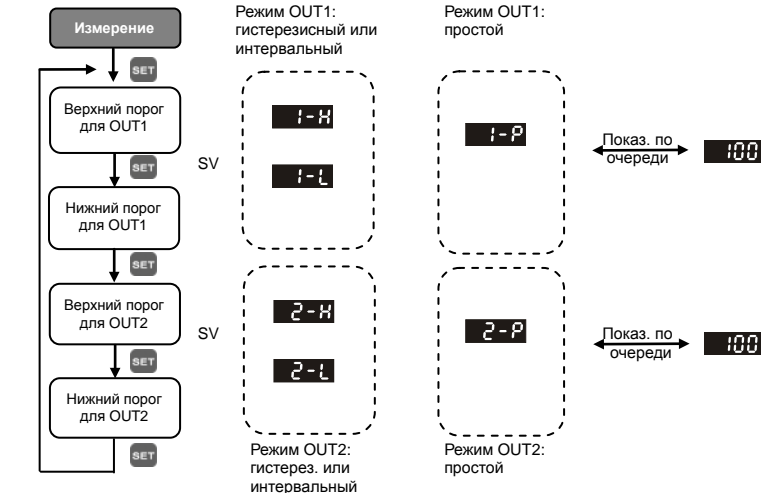 Измерение
SET
Верхний порог
для OUT1
SET
Нижний порог
для OUT1
SET
Верхний порог
для OUT2
SET
Нижний порог
для OUT2
SET
Режим OUT1:
гистерезисный или
интервальный
SV
1-H
1-L
Режим OUT1:
простой
1-P
Показ. по
очереди
100
SV
2-H
2-L
Режим OUT2:
гистерез. или
интервальный
2-P
Режим OUT2:
простой
Показ. по
очереди
100